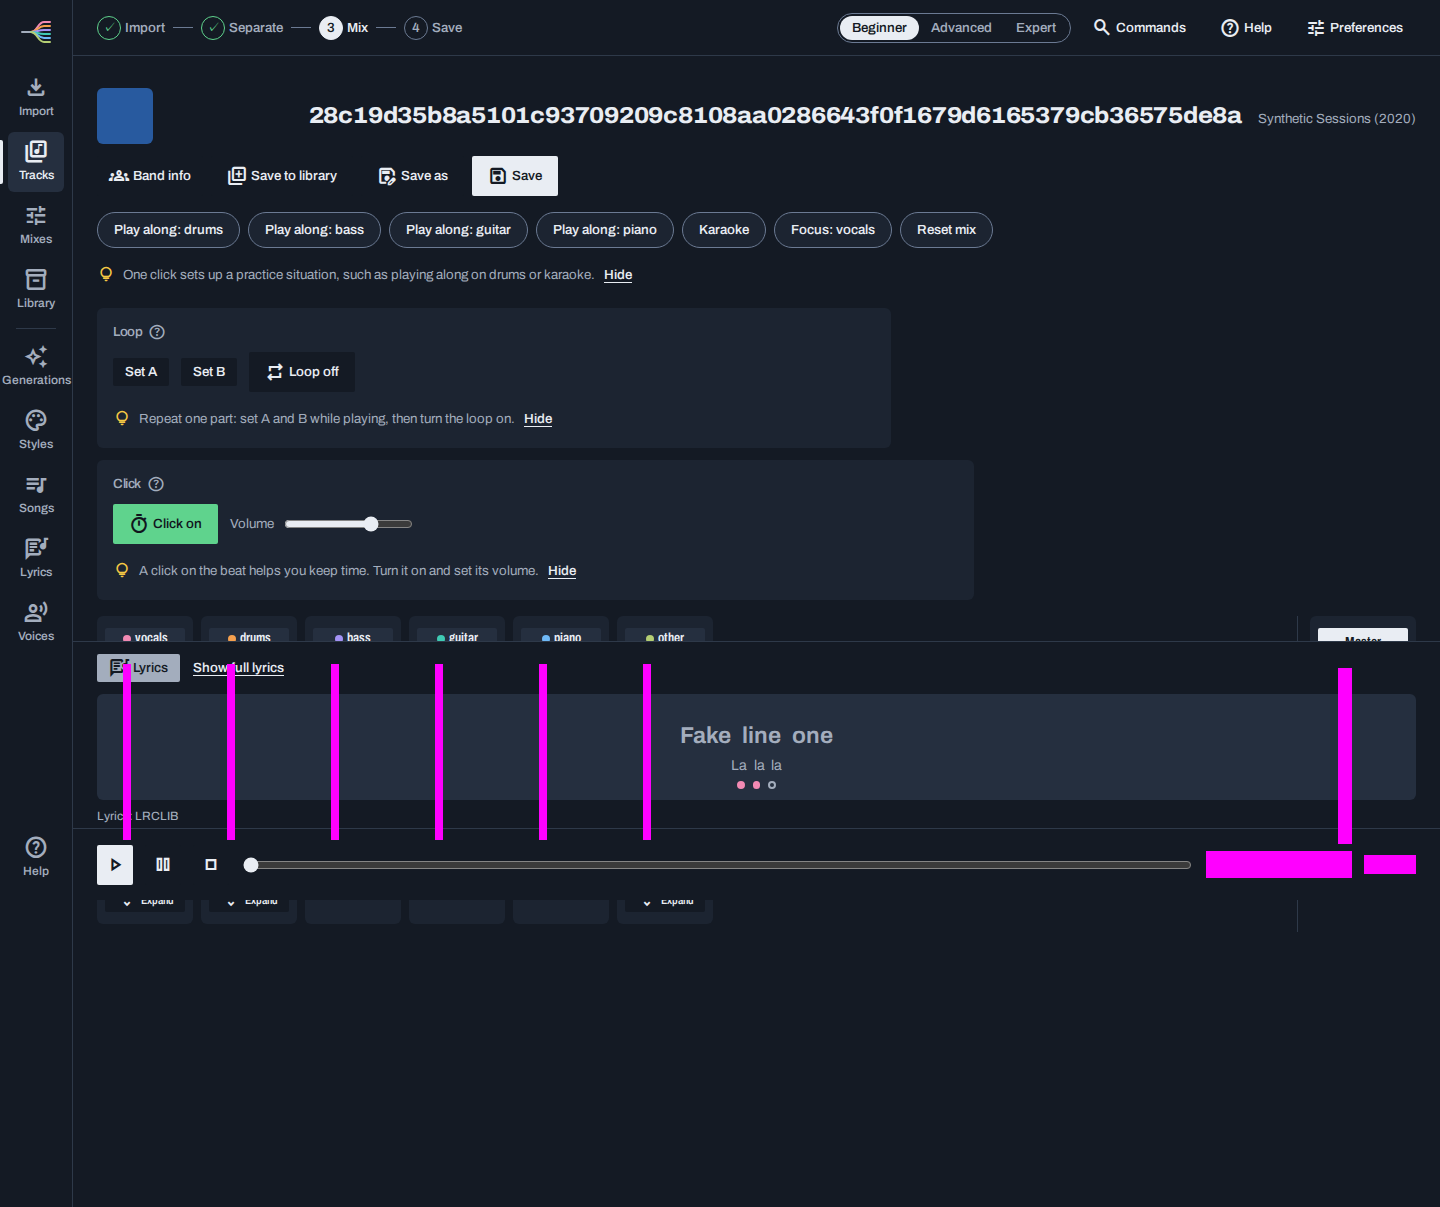 Import
Separate
3 Mix
4 Save
Beginner
Advanced
Expert
Commands
Help
Preferences
Import
Tracks
Mixes
Library
Generations
Styles
Songs
Lyrics
Voices
Help
28c19d35b8a5101c93709209c8108aa0286643f0f1679d6165379cb36575de8a
Synthetic Sessions (2020)
Band info
Save to library
Save as
Save
Play along: drums
Play along: bass
Play along: guitar
Play along: piano
Karaoke
Focus: vocals
Reset mix
One click sets up a practice situation, such as playing along on drums or karaoke. Hide
Loop
Set A
Set B
Loop off
Repeat one part: set A and B while playing, then turn the loop on. Hide
Click
Click on
Volume
A click on the beat helps you keep time. Turn it on and set its volume. Hide
vocals
drums
bass
guitar
piano
other
Master
Lyrics
Show full lyrics
Fake line one
La la la
Lyrics: LRCLIB
Expand
Expand
Expand